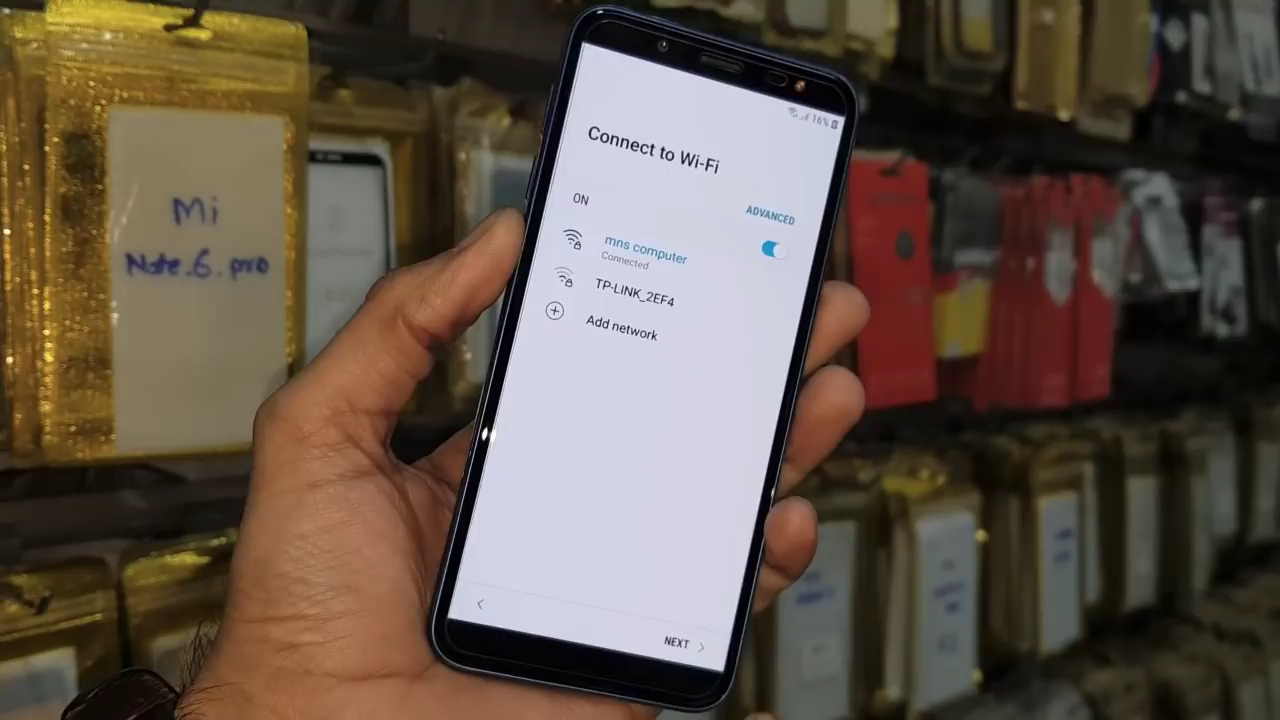 Mi
Note.6.pro
16%
Connect to Wi-Fi
ON
ADVANCED
mns computer
Connected
TP-LINK_2EF4
Add network
NEXT